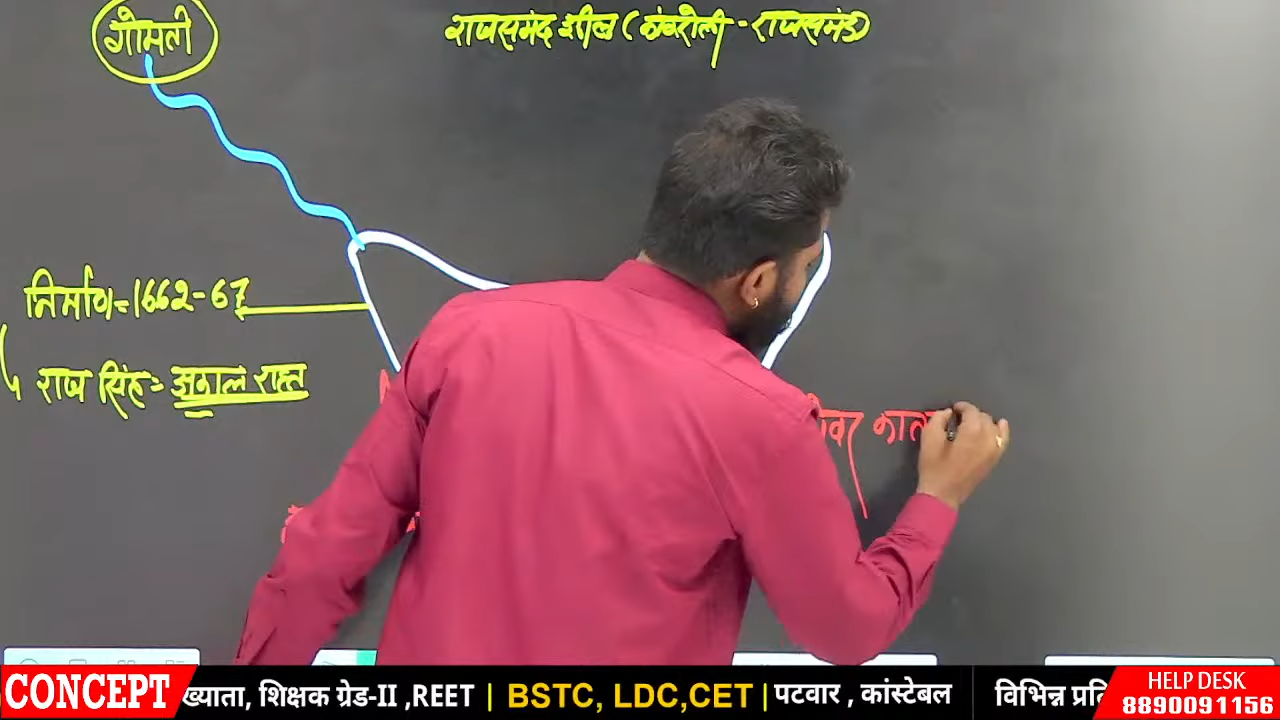 गोमती
राजसमंद झील (कांकरोली - राजसमंद)
निर्माण = 1662-67
राज सिंह = अकाल राहत
CONCEPT
ख्याता, शिक्षक ग्रेड-II ,REET | BSTC, LDC,CET | पटवार , कांस्टेबल
विभिन्न प्रति
HELP DESK
8890091156